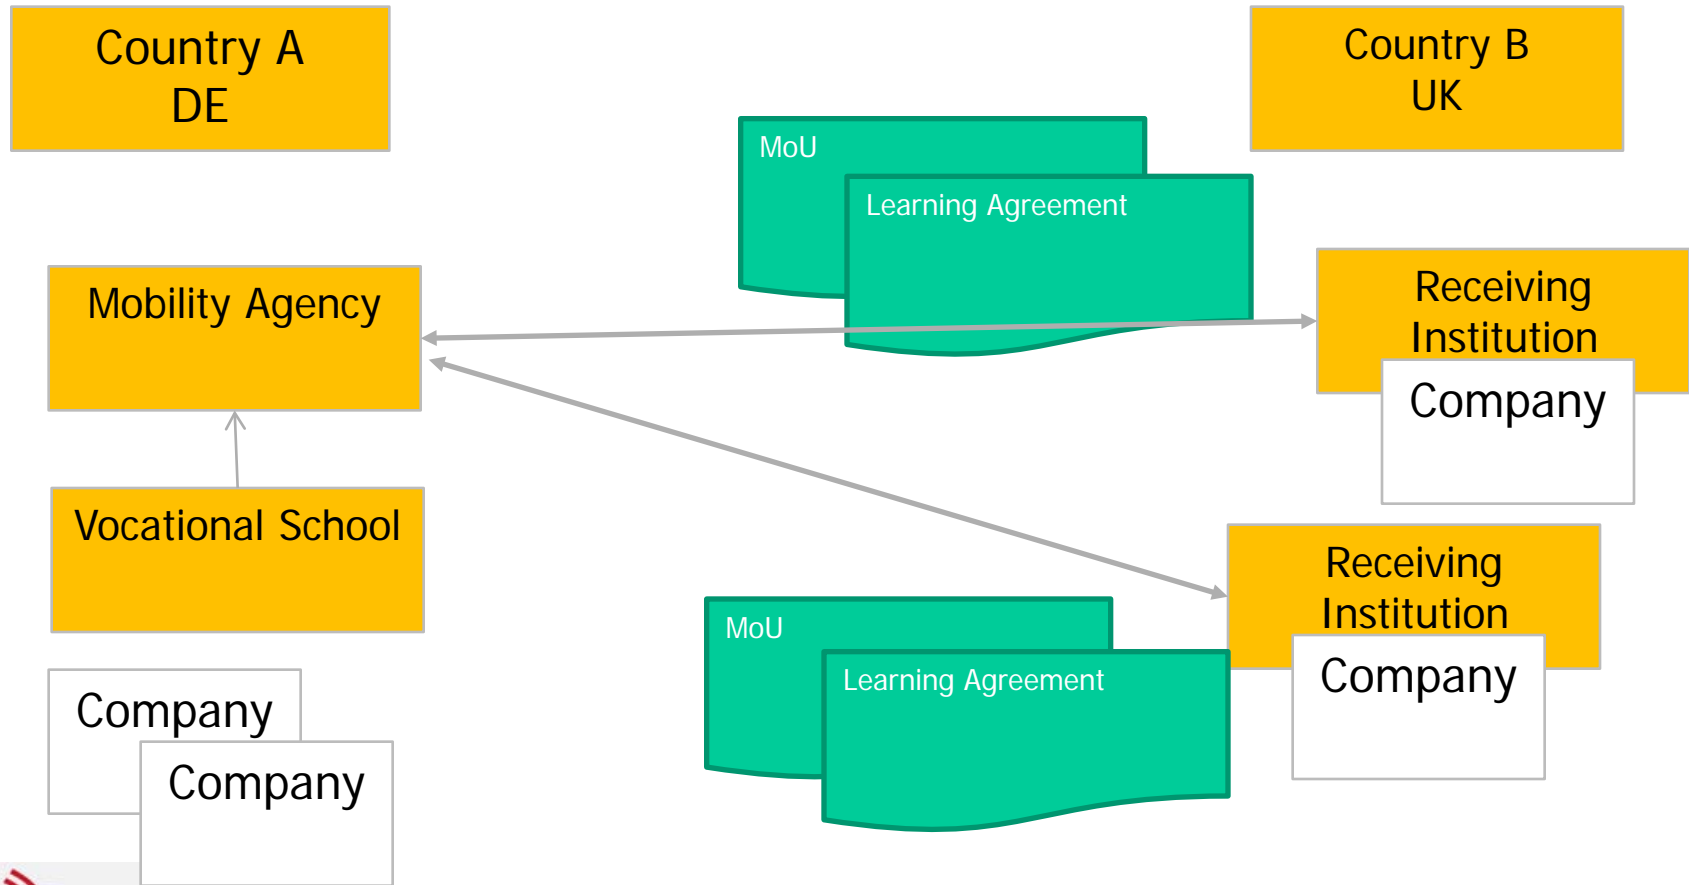 Country A
DE
Country B
UK
MoU
Learning Agreement
Mobility Agency
Receiving
Institution
Company
Vocational School
Receiving
Institution
Company
MoU
Learning Agreement
Company
Company